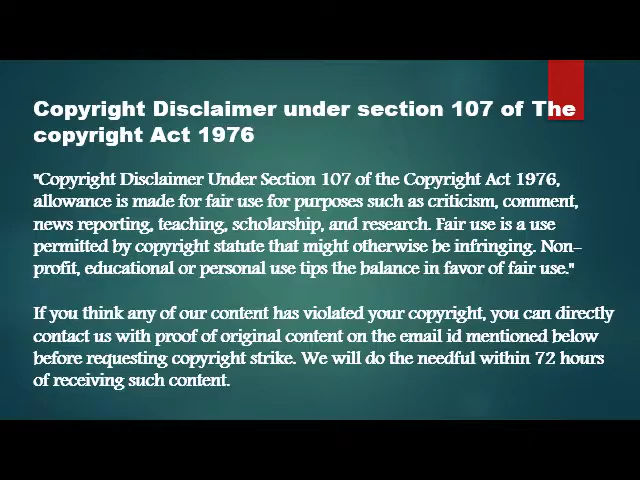 Copyright Disclaimer under section 107 of The
copyright Act 1976
"Copyright Disclaimer Under Section 107 of the Copyright Act 1976,
allowance is made for fair use for purposes such as criticism, comment,
news reporting, teaching, scholarship, and research. Fair use is a use
permitted by copyright statute that might otherwise be infringing. Non-
profit, educational or personal use tips the balance in favor of fair use."
If you think any of our content has violated your copyright, you can directly
contact us with proof of original content on the email id mentioned below
before requesting copyright strike. We will do the needful within 72 hours
of receiving such content.